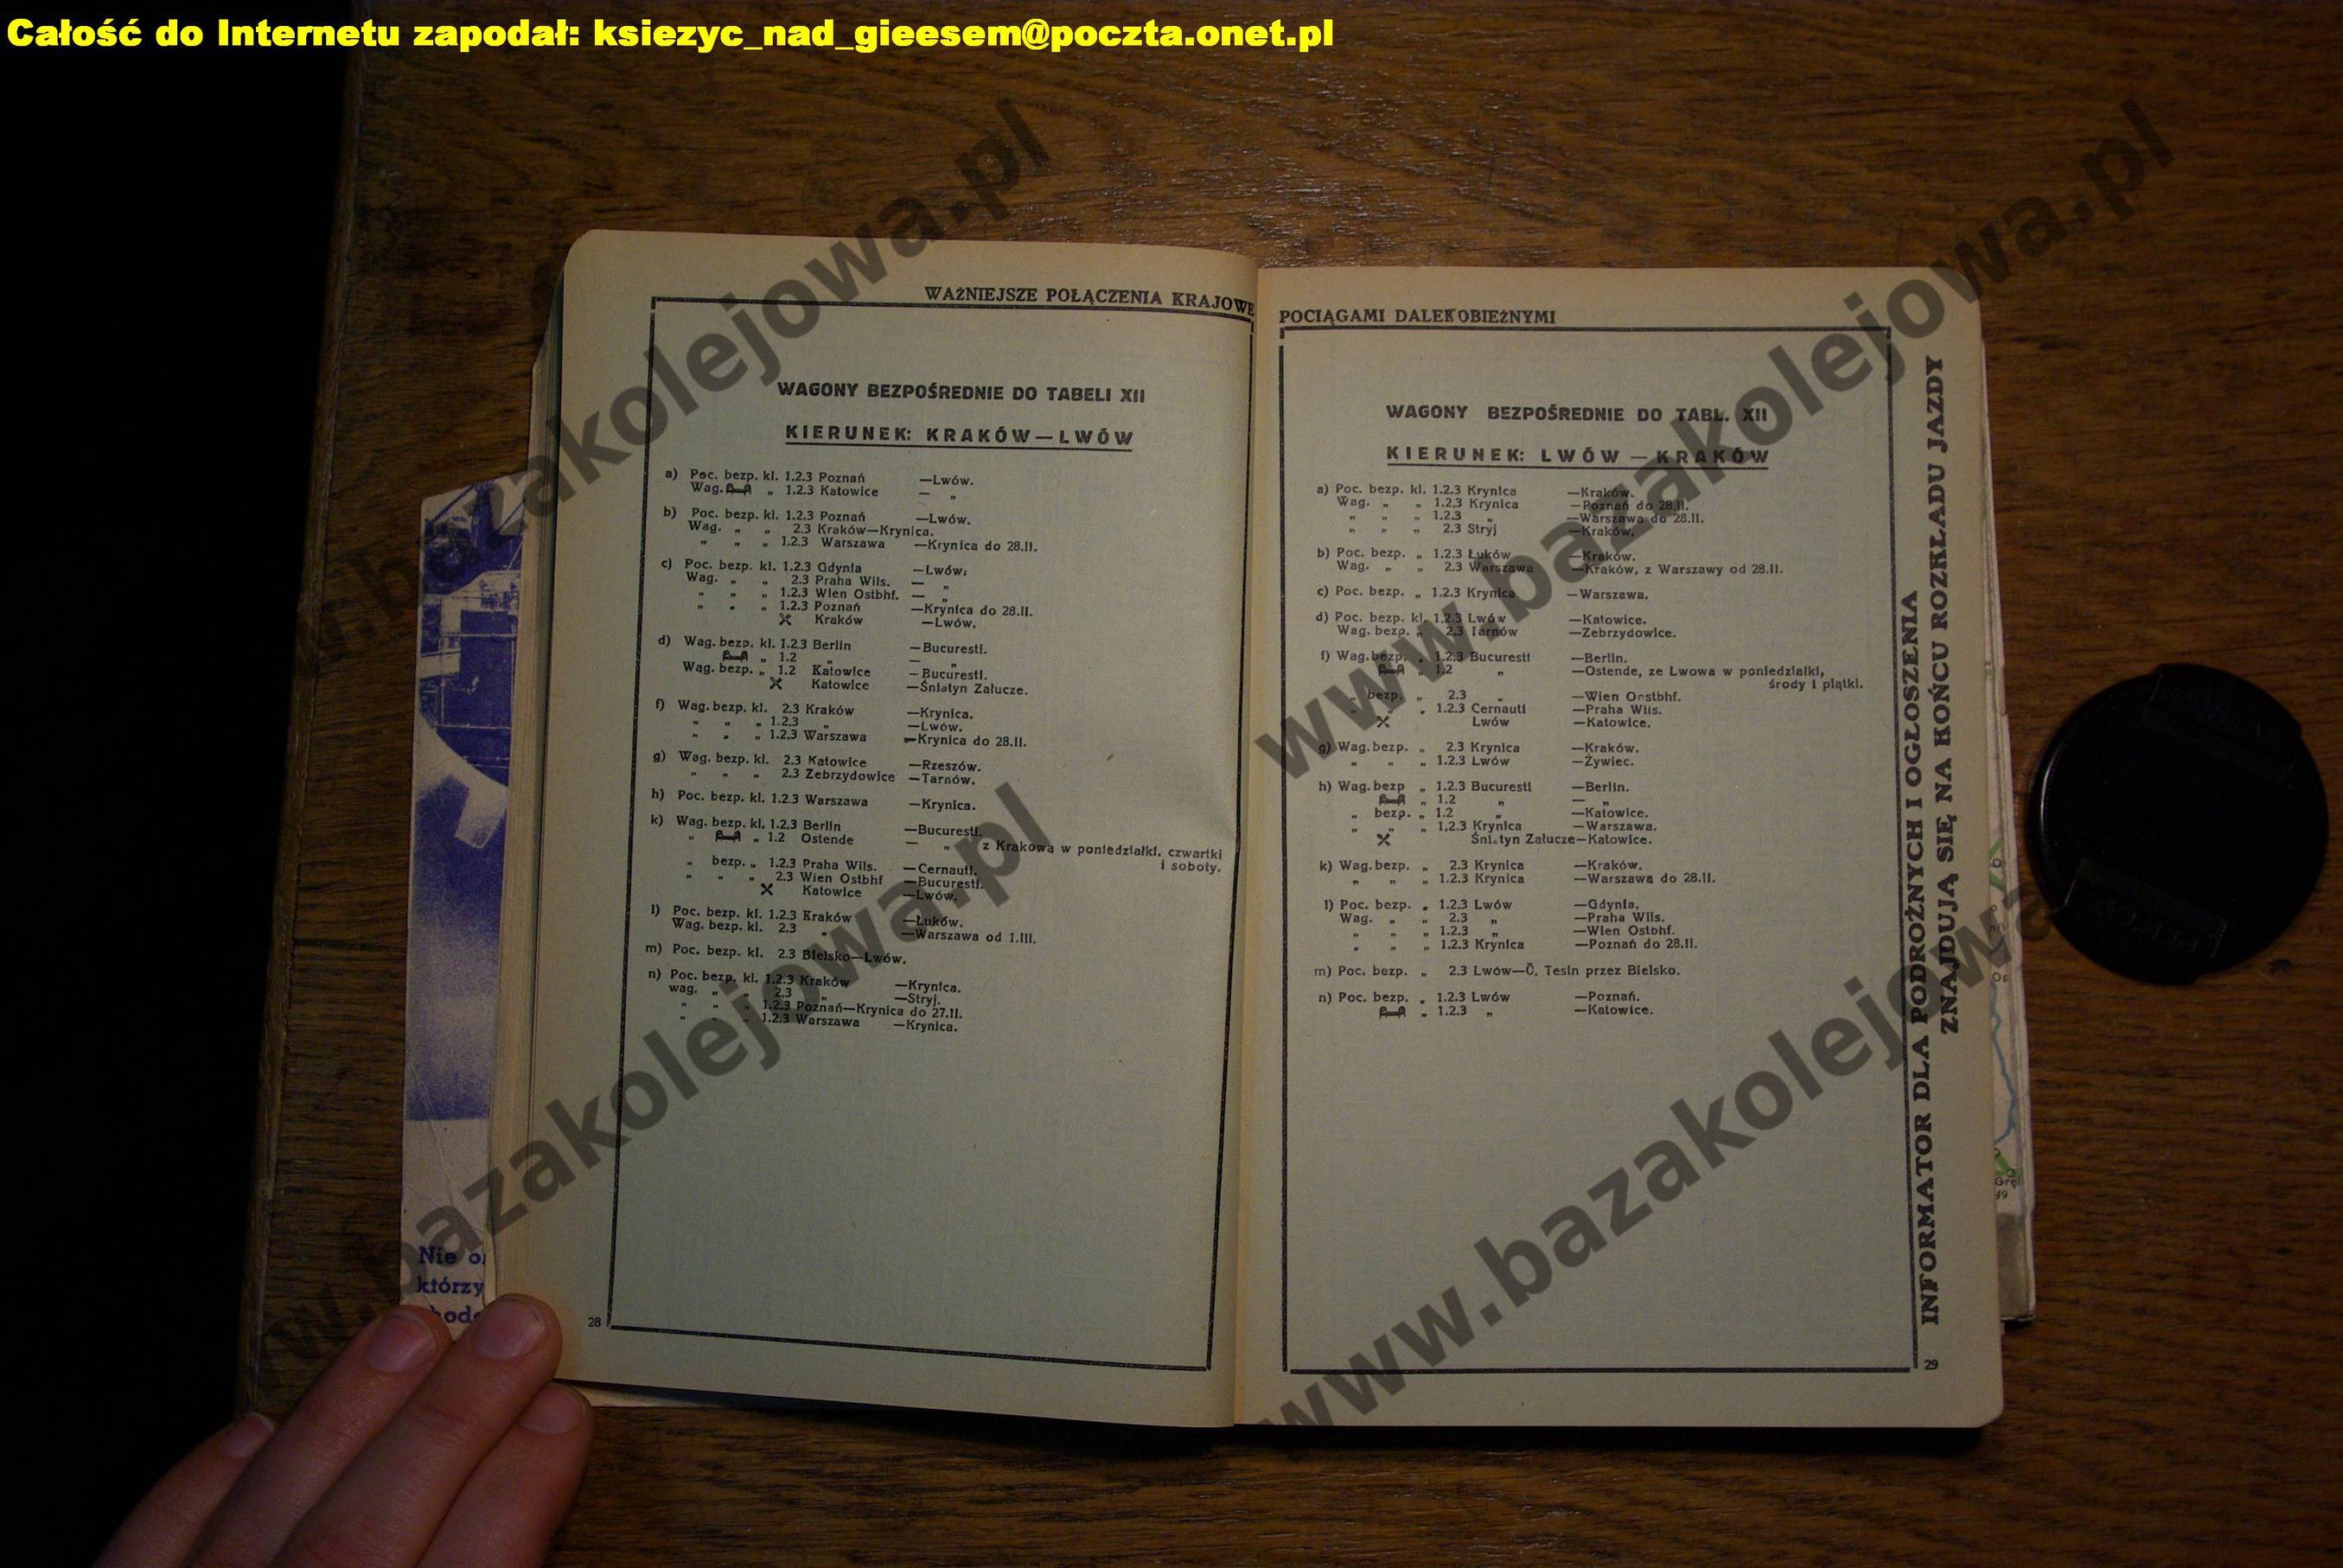 Całość do Internetu zapodał: ksiezyc_nad_gieesem@poczta.onet.pl
WAŻNIEJSZE POŁĄCZENIA KRAJOWE
WAGONY BEZPOŚREDNIE DO TABELI XII
KIERUNEK: KRAKÓW—LWÓW
a) Poc. bezp. kl. 1.2.3 Poznań —Lwów.
Wag. „ 1.2.3 Katowice — „
b) Poc. bezp. kl. 1.2.3 Poznań —Lwów.
Wag. „ „ 2.3 Kraków—Krynica.
„ „ „ 1.2.3 Warszawa —Krynica do 28.II.
c) Poc. bezp. kl. 1.2.3 Gdynia —Lwów.
Wag. „ „ 2.3 Praha Wils. — „
„ „ „ 1.2.3 Wien Ostbhf. — „
„ „ „ 1.2.3 Poznań —Krynica do 28.II.
Kraków —Lwów.
d) Wag. bezp. kl. 1.2.3 Berlin —Bucuresti.
„ 1.2 „ — „
Wag. bezp. „ 1.2 Katowice —Bucuresti.
Katowice —Śniatyn Załucze.
f) Wag. bezp. kl. 2.3 Kraków —Krynica.
„ „ „ 1.2.3 „ —Lwów.
„ „ „ 1.2.3 Warszawa —Krynica do 28.II.
g) Wag. bezp. kl. 2.3 Katowice —Rzeszów.
„ „ „ 2.3 Zebrzydowice —Tarnów.
h) Poc. bezp. kl. 1.2.3 Warszawa —Krynica.
k) Wag. bezp. kl. 1.2.3 Berlin —Bucuresti.
„ „ 1.2 Ostende — „ z Krakowa w poniedziałki, czwartki
i soboty.
„ bezp. „ 1.2.3 Praha Wils. —Cernauti.
„ „ „ 2.3 Wien Ostbhf —Bucuresti.
Katowice —Lwów.
l) Poc. bezp. kl. 1.2.3 Kraków —Łuków.
Wag. bezp. kl. 2.3 „ —Warszawa od 1.III.
m) Poc. bezp. kl. 2.3 Bielsko—Lwów.
n) Poc. bezp. kl. 1.2.3 Kraków —Krynica.
wag. „ „ 2.3 „ —Stryj.
„ „ „ 1.2.3 Poznań—Krynica do 27.II.
„ „ „ 1.2.3 Warszawa —Krynica.
28
POCIĄGAMI DALEKOBIEŻNYMI
WAGONY BEZPOŚREDNIE DO TABL. XII
KIERUNEK: LWÓW — KRAKÓW
a) Poc. bezp. kl. 1.2.3 Krynica —Kraków.
Wag. „ „ 1.2.3 Krynica —Poznań do 28.II.
„ „ „ 1.2.3 „ —Warszawa do 28.II.
„ „ „ 2.3 Stryj —Kraków.
b) Poc. bezp. „ 1.2.3 Łuków —Kraków.
Wag. „ „ 2.3 Warszawa —Kraków, z Warszawy od 28.II.
c) Poc. bezp. „ 1.2.3 Krynica —Warszawa.
d) Poc. bezp. kl. 1.2.3 Lwów —Katowice.
Wag. bezp. „ 2.3 Tarnów —Zebrzydowice.
f) Wag. bezp. „ 1.2.3 Bucuresti —Berlin.
„ 1.2 „ —Ostende, ze Lwowa w poniedziałki,
środy i piątki.
„ bezp. „ 2.3 „ —Wien Oostbhf.
„ „ „ 1.2.3 Cernauti —Praha Wils.
Lwów —Katowice.
g) Wag. bezp. „ 2.3 Krynica —Kraków.
„ „ „ 1.2.3 Lwów —Żywiec.
h) Wag. bezp „ 1.2.3 Bucuresti —Berlin.
„ 1.2 „ — „
„ bezp. „ 1.2 „ —Katowice.
„ „ „ 1.2.3 Krynica —Warszawa.
Śniatyn Załucze—Katowice.
k) Wag. bezp. „ 2.3 Krynica —Kraków.
„ „ „ 1.2.3 Krynica —Warszawa do 28.II.
l) Poc. bezp. „ 1.2.3 Lwów —Gdynia.
Wag. „ „ 2.3 „ —Praha Wils.
„ „ „ 1.2.3 „ —Wien Ostbhf.
„ „ „ 1.2.3 Krynica —Poznań do 28.II.
m) Poc. bezp. „ 2.3 Lwów—Č. Tesin przez Bielsko.
n) Poc. bezp. „ 1.2.3 Lwów —Poznań.
„ 1.2.3 „ —Katowice.
INFORMATOR DLA PODRÓŻNYCH I OGŁOSZENIA
ZNAJDUJĄ SIĘ NA KOŃCU ROZKŁADU JAZDY
29
Nie
którzy
www.bazakolejowa.pl
www.bazakolejowa.pl
www.bazakolejowa.pl
www.bazakolejowa.pl